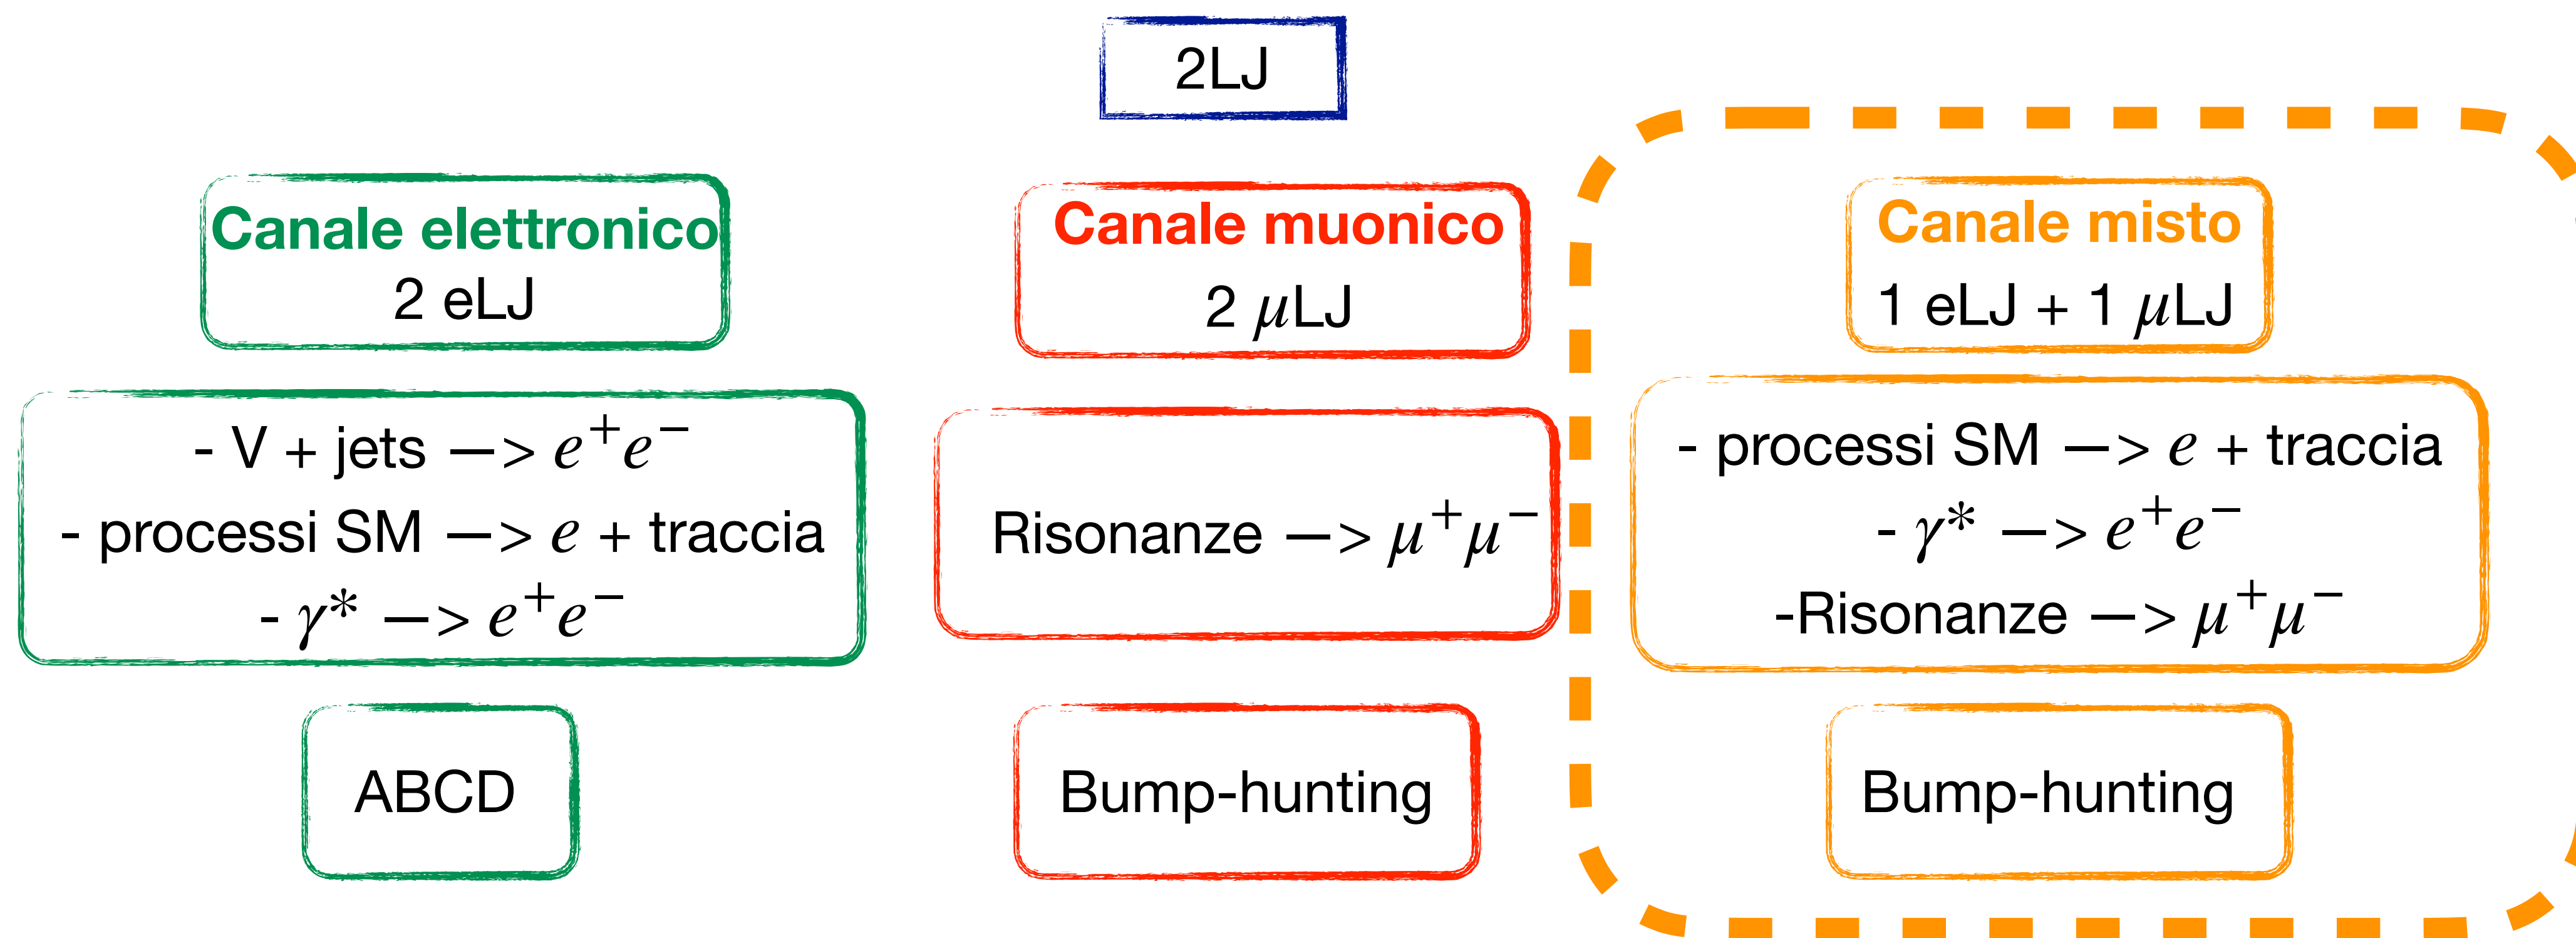 2LJ
Canale elettronico
2 eLJ
- V + jets —> e⁺e⁻
- processi SM —> e + traccia
- γ* —> e⁺e⁻
ABCD
Canale muonico
2 μLJ
Risonanze —> μ⁺μ⁻
Bump-hunting
Canale misto
1 eLJ + 1 μLJ
- processi SM —> e + traccia
- γ* —> e⁺e⁻
-Risonanze —> μ⁺μ⁻
Bump-hunting